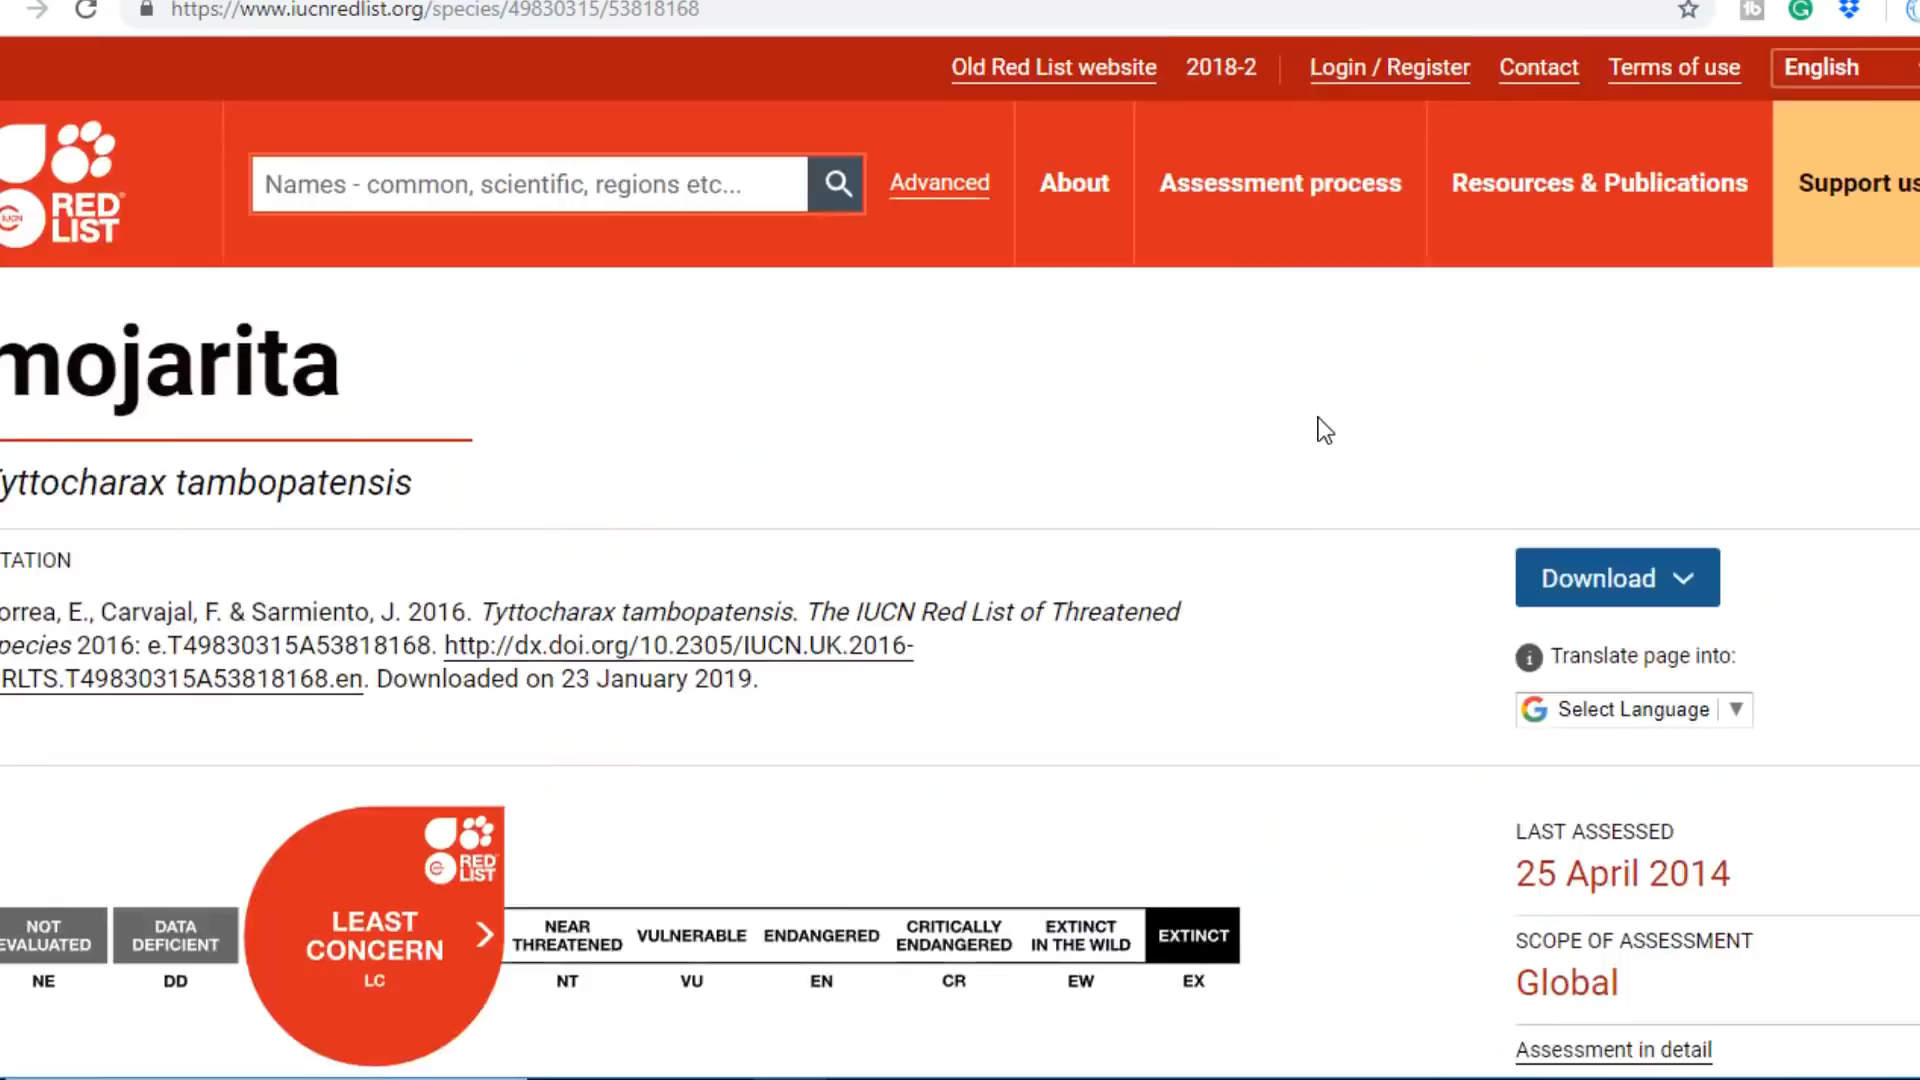 https://www.iucnredlist.org/species/49830315/53818168
Old Red List website 2018-2 Login / Register Contact Terms of use English
RED LIST
IUCN
Names - common, scientific, regions etc...
Advanced
About
Assessment process
Resources & Publications
Support us
mojarita
yttocharax tambopatensis
TATION
orrea, E., Carvajal, F. & Sarmiento, J. 2016. Tyttocharax tambopatensis. The IUCN Red List of Threatened
pecies 2016: e.T49830315A53818168. http://dx.doi.org/10.2305/IUCN.UK.2016-
RLTS.T49830315A53818168.en. Downloaded on 23 January 2019.
Download
Translate page into:
Select Language
RED
LIST
NOT
EVALUATED
NE
DATA
DEFICIENT
DD
LEAST
CONCERN
LC
NEAR
THREATENED
NT
VULNERABLE
VU
ENDANGERED
EN
CRITICALLY
ENDANGERED
CR
EXTINCT
IN THE WILD
EW
EXTINCT
EX
LAST ASSESSED
25 April 2014
SCOPE OF ASSESSMENT
Global
Assessment in detail